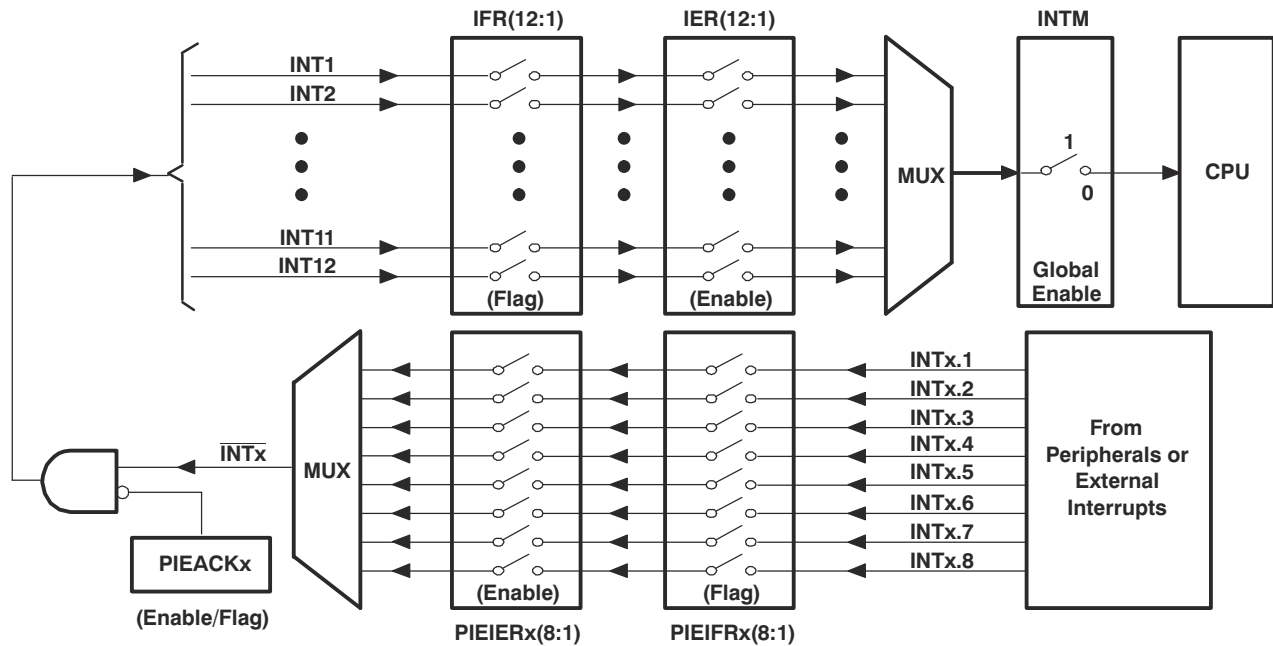 IFR(12:1)
IER(12:1)
INTM
INT1
INT2
1
MUX
CPU
0
INT11
INT12
Global
Enable
(Flag)
(Enable)
INTx.1
INTx.2
INTx.3
From
INTx
INTx.4
Peripherals or
MUX
INTx.5
External
INTx.6
Interrupts
INTx.7
PIEACKx
INTx.8
(Enable)
(Flag)
(Enable/Flag)
PIEIERx(8:1)
PIEIFRx(8:1)